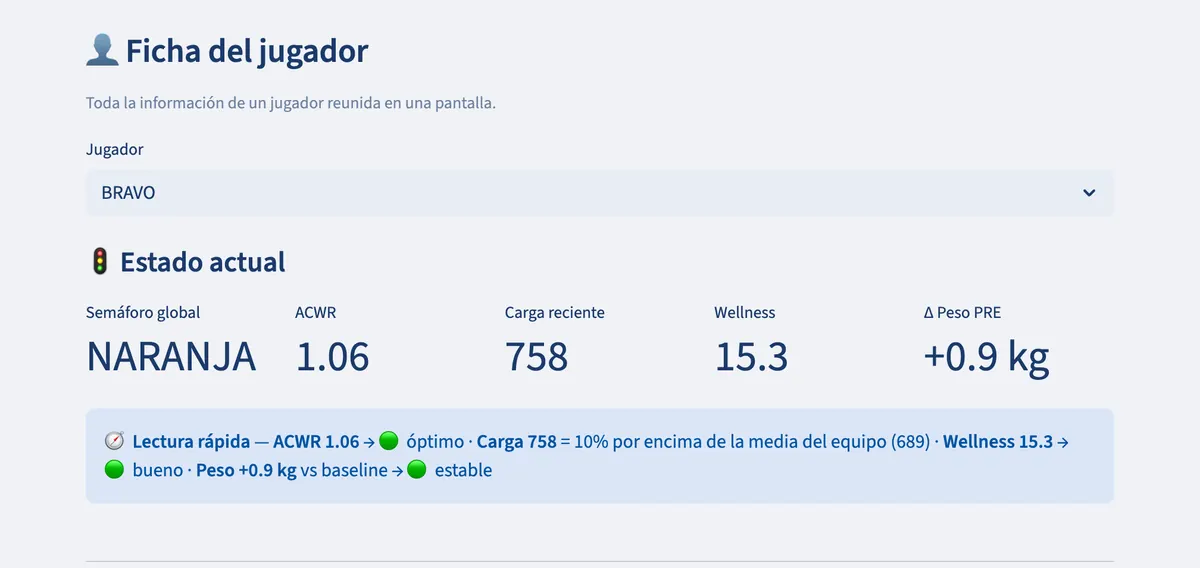 👤 Ficha del jugador
Toda la información de un jugador reunida en una pantalla.
Jugador
BRAVO
🚦 Estado actual
Semáforo global
NARANJA
ACWR
1.06
Carga reciente
758
Wellness
15.3
Δ Peso PRE
+0.9 kg
🧭 Lectura rápida — ACWR 1.06 → 🟢 óptimo · Carga 758 = 10% por encima de la media del equipo (689) · Wellness 15.3 →
🟢 bueno · Peso +0.9 kg vs baseline → 🟢 estable